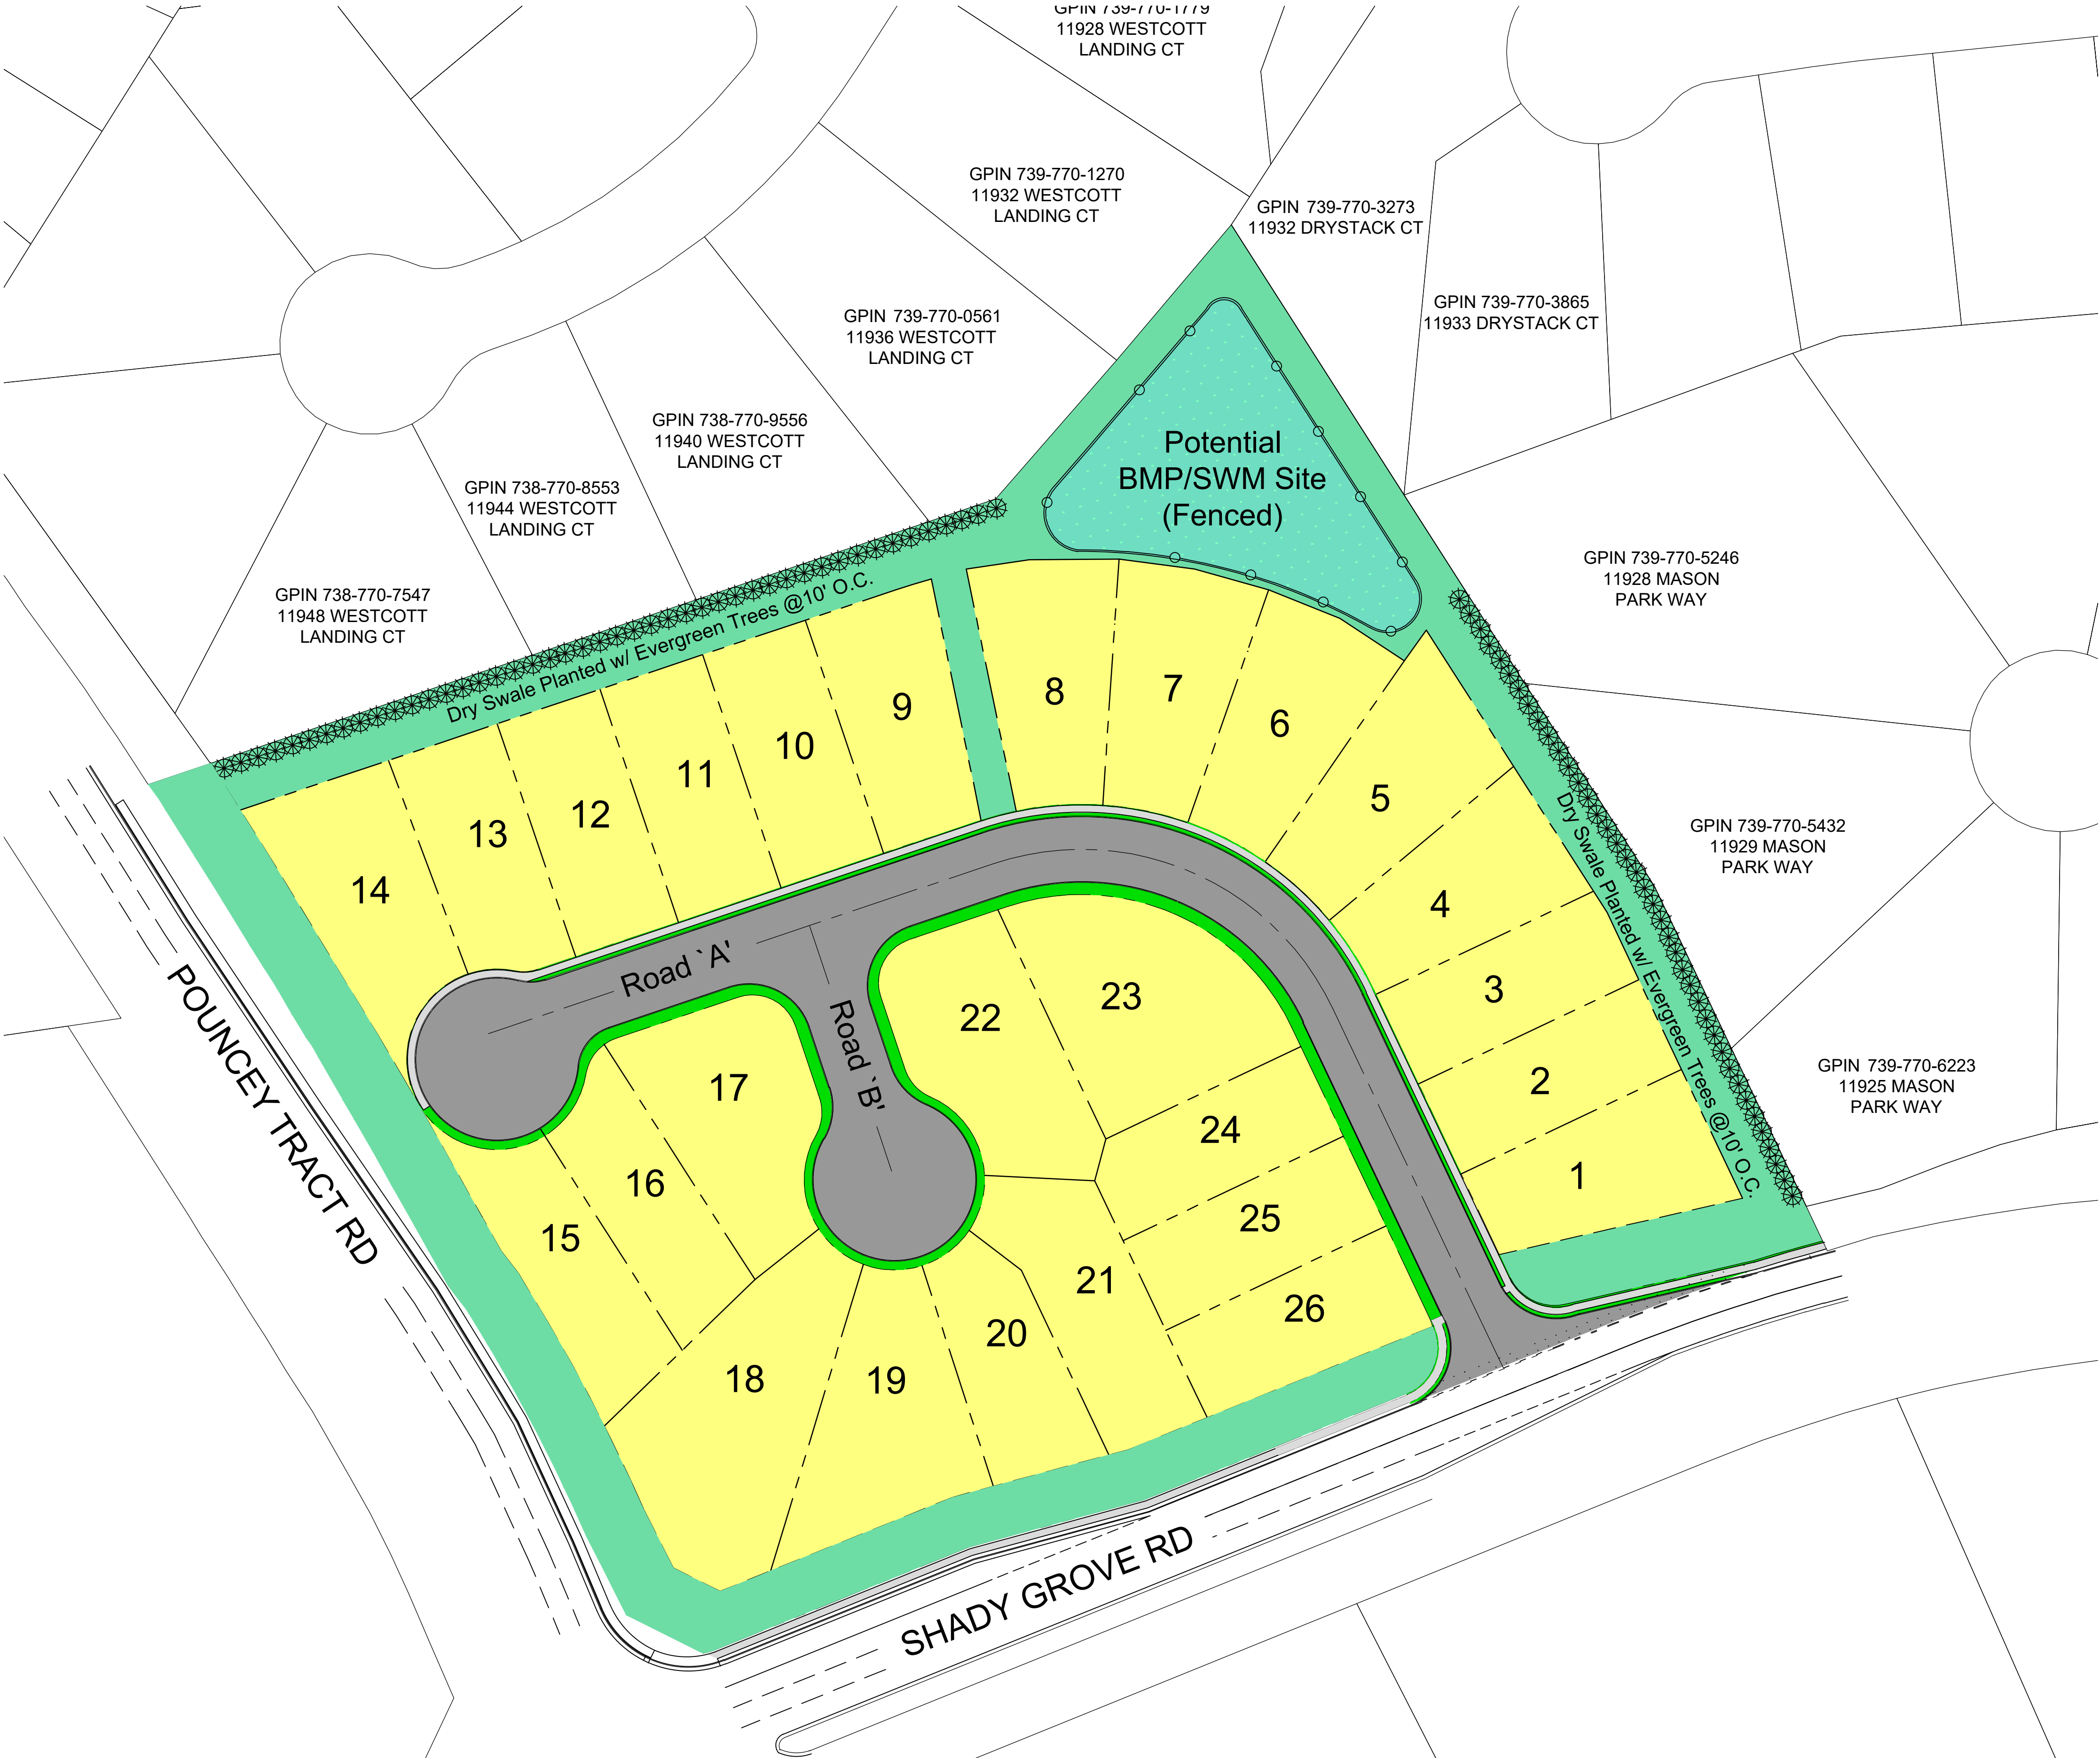 GPIN 739-770-1779
11928 WESTCOTT
LANDING CT
GPIN 739-770-1270
11932 WESTCOTT
LANDING CT
GPIN 739-770-3273
11932 DRYSTACK CT
GPIN 739-770-0561
11936 WESTCOTT
LANDING CT
GPIN 739-770-3865
11933 DRYSTACK CT
GPIN 738-770-9556
11940 WESTCOTT
LANDING CT
Potential
BMP/SWM Site
(Fenced)
GPIN 738-770-8553
11944 WESTCOTT
LANDING CT
GPIN 738-770-7547
11948 WESTCOTT
LANDING CT
GPIN 739-770-5246
11928 MASON
PARK WAY
Dry Swale Planted w/ Evergreen Trees @10' O.C.
GPIN 739-770-5432
11929 MASON
PARK WAY
Dry Swale Planted w/ Evergreen Trees @10' O.C.
GPIN 739-770-6223
11925 MASON
PARK WAY
14
13
12
11
10
9
8
7
6
5
4
3
2
1
Road `A'
Road `B'
22
23
17
16
15
24
25
26
21
20
19
18
POUNCEY TRACT RD
SHADY GROVE RD